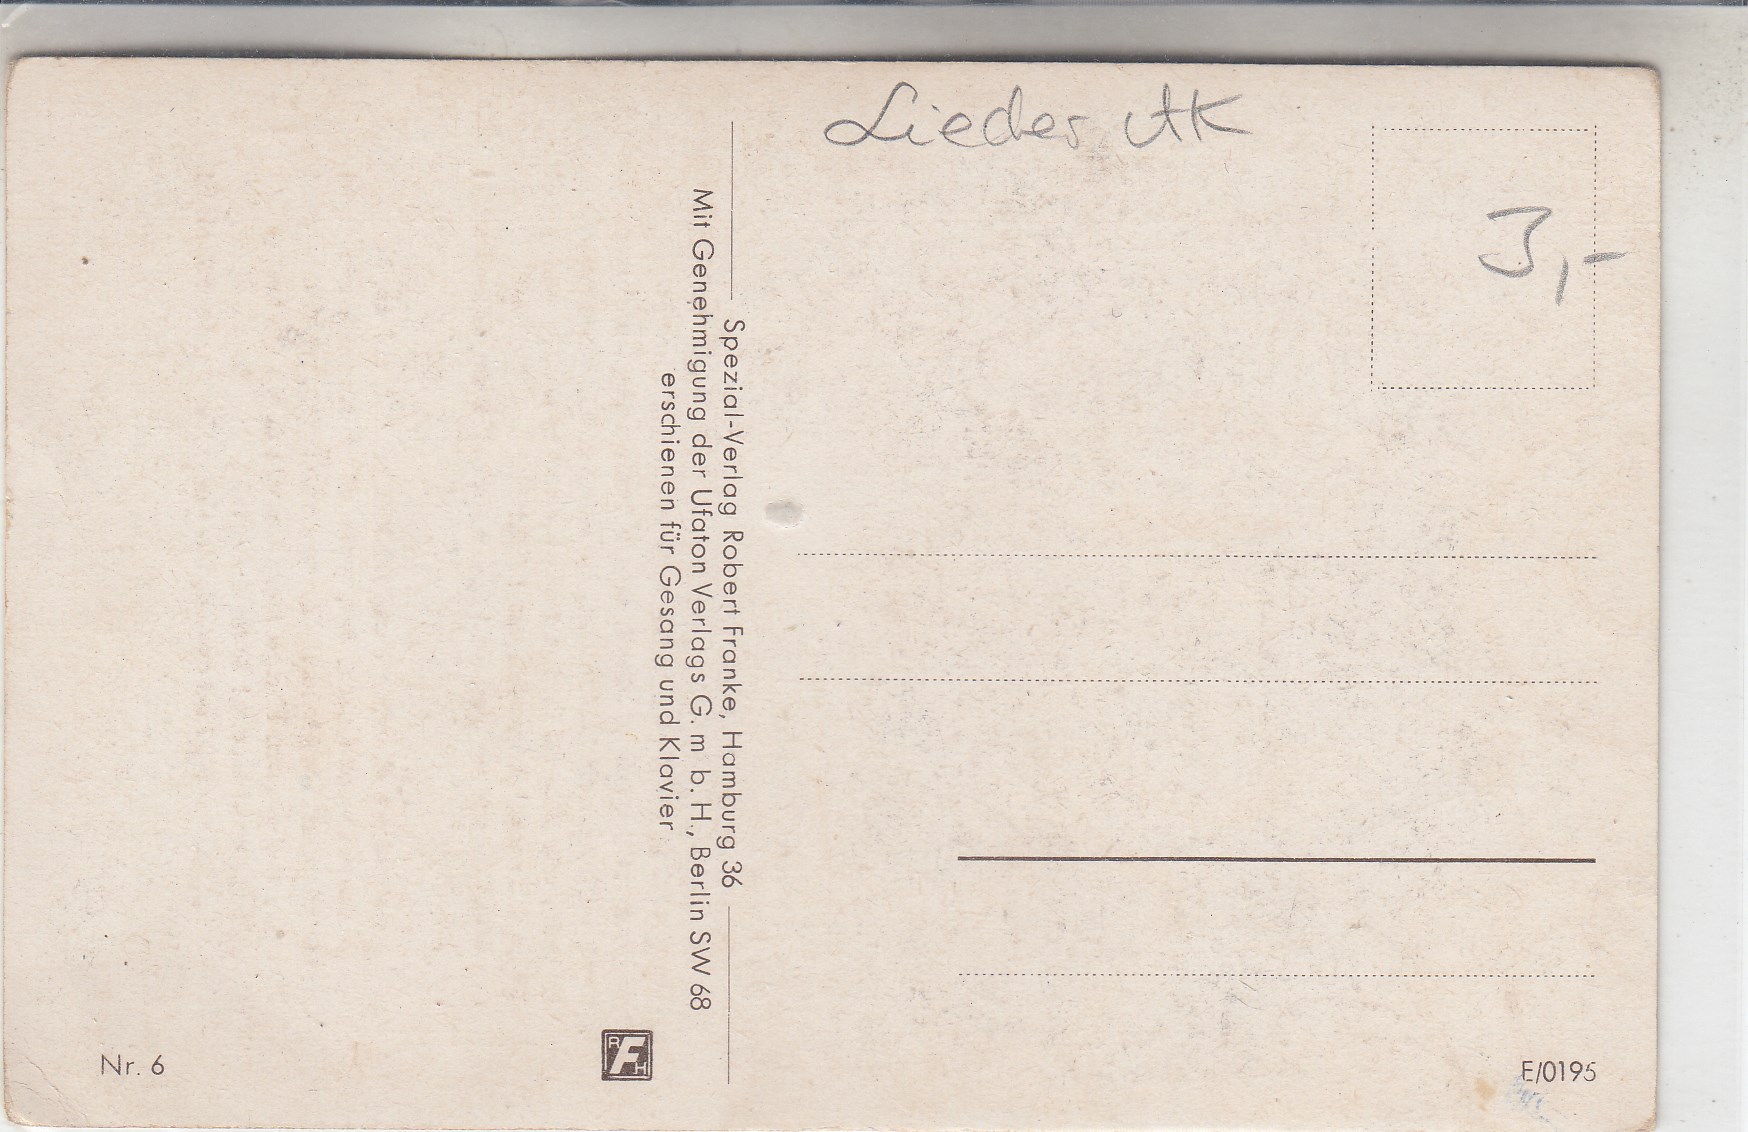 Lieder AK
3,-
Spezial-Verlag Robert Franke, Hamburg 36
Mit Genehmigung der Ufaton Verlags G. m b. H., Berlin SW 68
erschienen für Gesang und Klavier
Nr. 6
RFH
E/0195